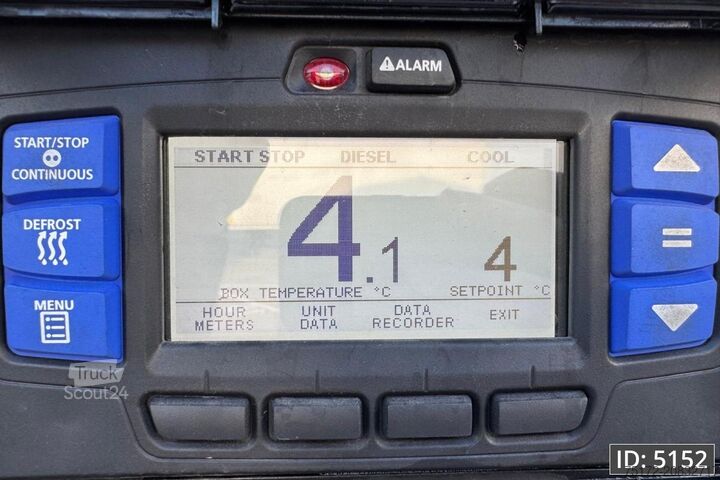 ALARM
START/STOP
CONTINUOUS
DEFROST
MENU
START STOP DIESEL COOL
4.1 4
BOX TEMPERATURE °C SETPOINT °C
HOUR METERS
UNIT DATA
DATA RECORDER
EXIT
Truck
Scout24
ID: 5152